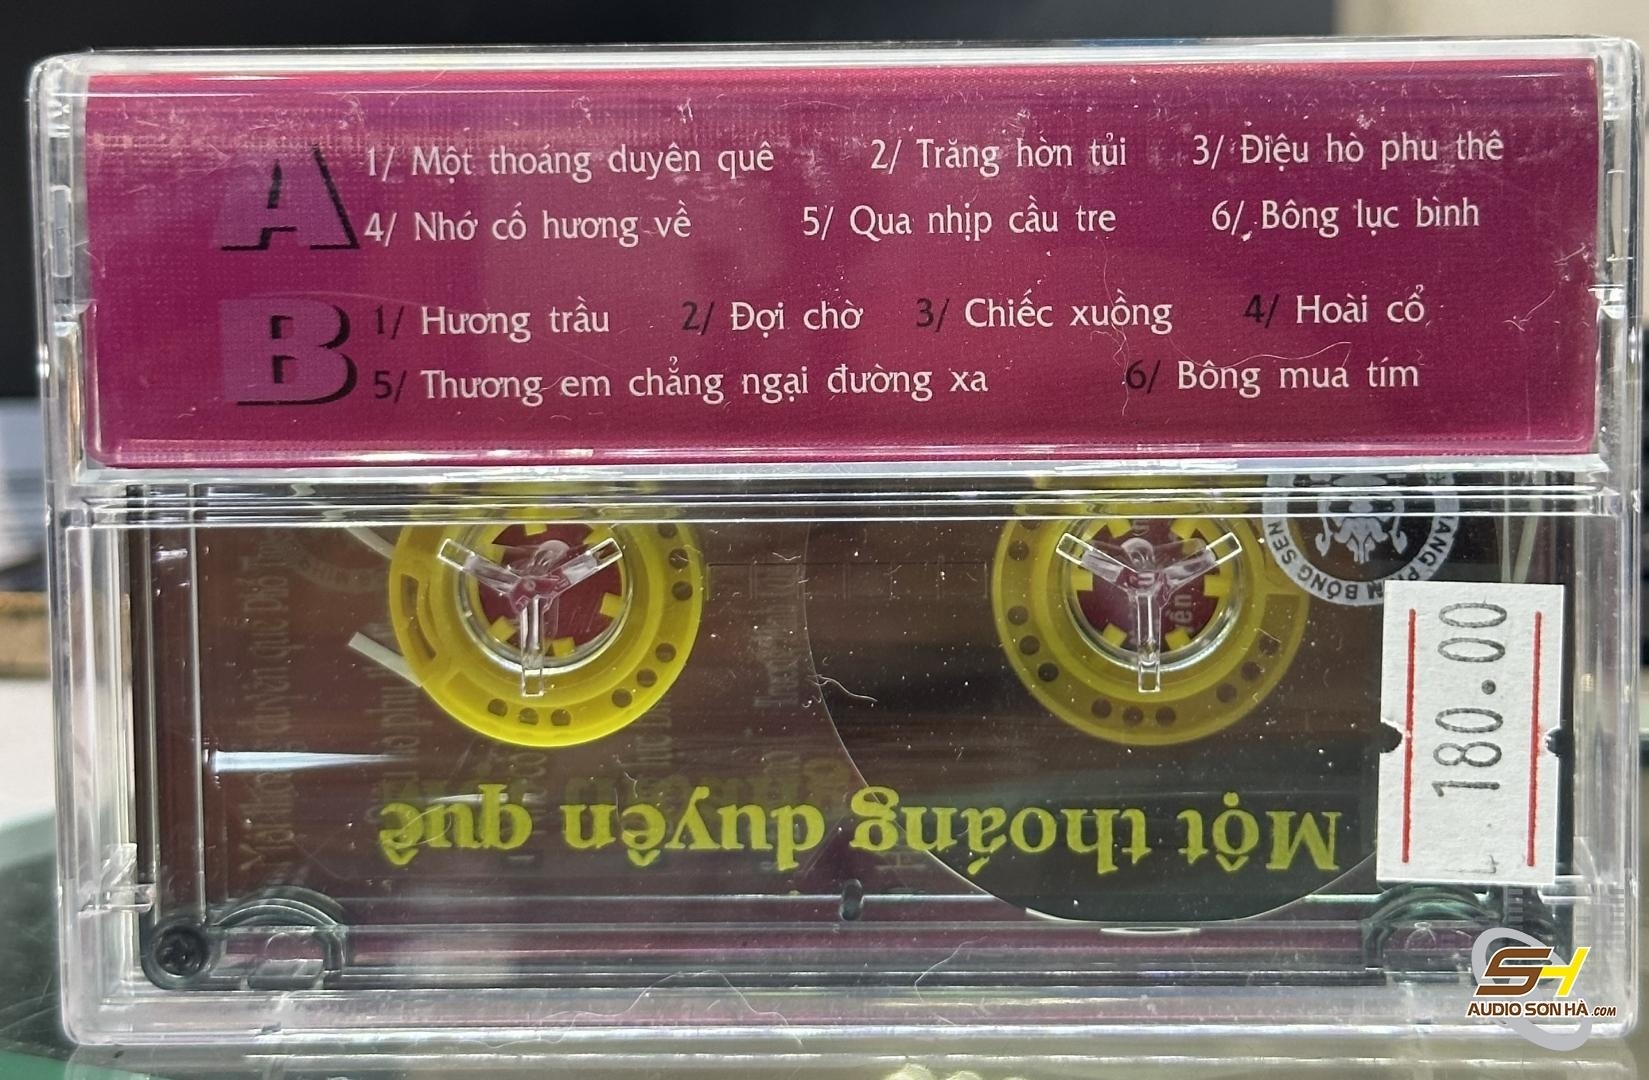 A
1/ Một thoáng duyên quê 2/ Trăng hờn tủi 3/ Điệu hò phu thê
4/ Nhớ cố hương về 5/ Qua nhịp cầu tre 6/ Bông lục bình
B
1/ Hương trầu 2/ Đợi chờ 3/ Chiếc xuồng 4/ Hoài cổ
5/ Thương em chẳng ngại đường xa 6/ Bông mua tím
BÔNG SEN
180.00
Một thoáng duyên quê
SH
AUDIO SƠN HÀ.COM